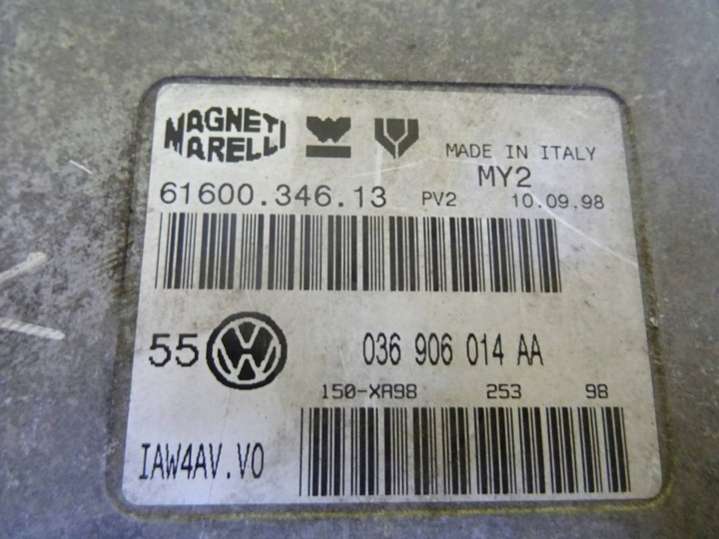 MAGNETI
MARELLI
MADE IN ITALY
MY2
61600.346.13 PV2 10.09.98
55 VW 036 906 014 AA
150-XA98 253 98
IAW4AV.V0